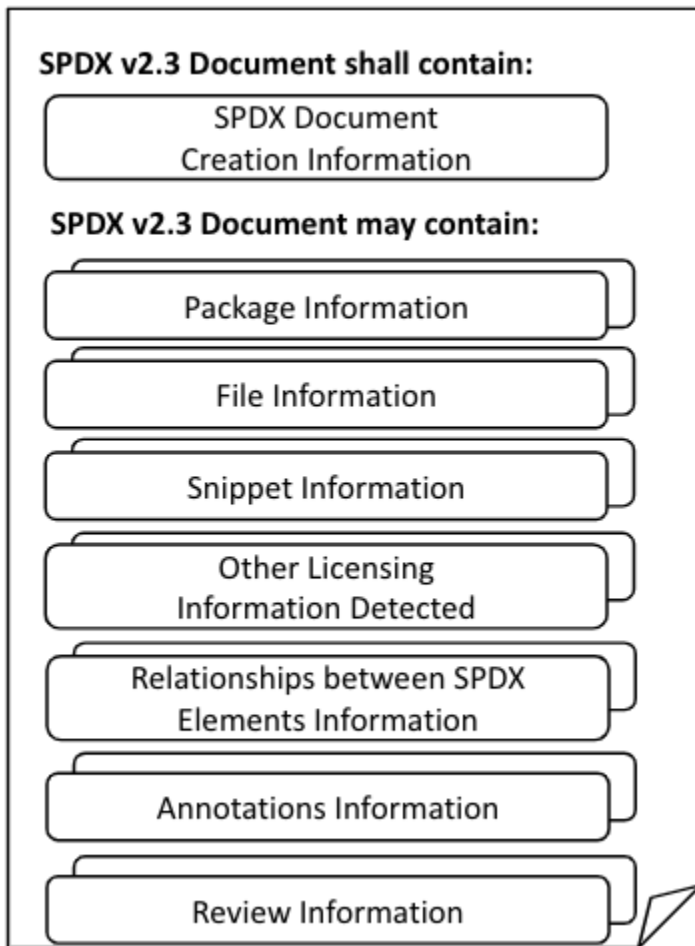 SPDX v2.3 Document shall contain:
SPDX Document
Creation Information
SPDX v2.3 Document may contain:
Package Information
File Information
Snippet Information
Other Licensing
Information Detected
Relationships between SPDX
Elements Information
Annotations Information
Review Information